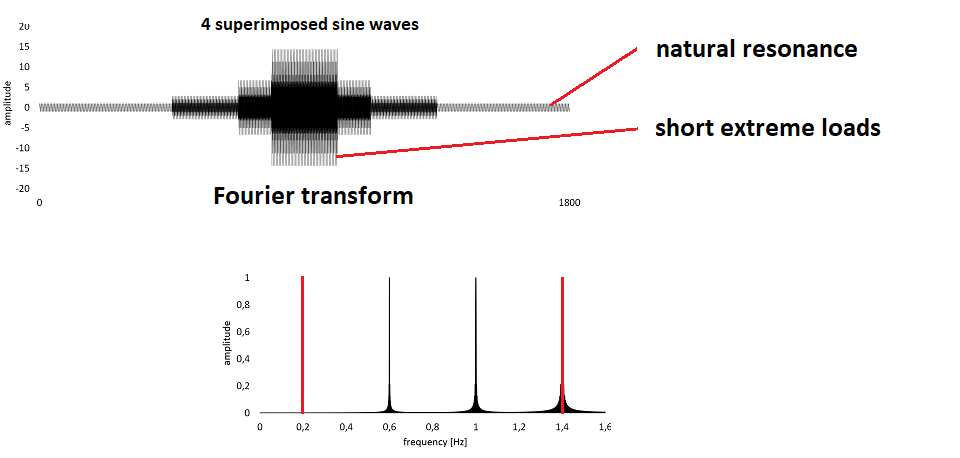 4 superimposed sine waves
20
15
10
5
0
-5
-10
-15
-20
amplitude
0
1800
natural resonance
short extreme loads
Fourier transform
1
0,8
0,6
0,4
0,2
0
amplitude
0 0,2 0,4 0,6 0,8 1 1,2 1,4 1,6
frequency [Hz]